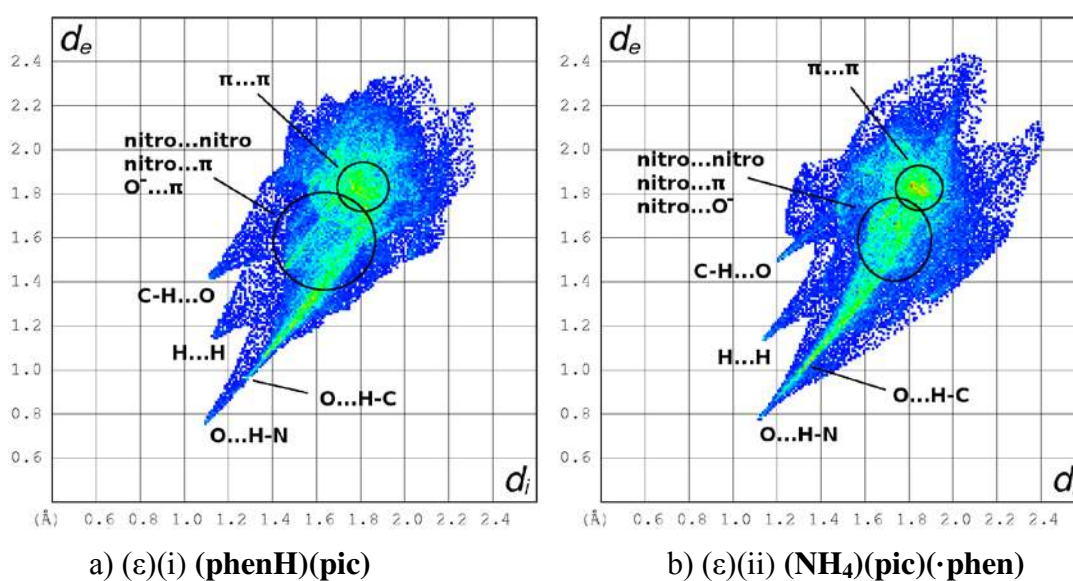 dₑ
2.4
2.2
2.0
1.8
1.6
1.4
1.2
1.0
0.8
0.6
π...π
nitro...nitro
nitro...π
O⁻...π
C-H...O
H...H
O...H-C
O...H-N
dᵢ
(Å) 0.6 0.8 1.0 1.2 1.4 1.6 1.8 2.0 2.2 2.4
a) (ε)(i) (phenH)(pic)
dₑ
2.4
2.2
2.0
1.8
1.6
1.4
1.2
1.0
0.8
0.6
π...π
nitro...nitro
nitro...π
nitro...O⁻
C-H...O
H...H
O...H-C
O...H-N
d
(Å) 0.6 0.8 1.0 1.2 1.4 1.6 1.8 2.0 2.2 2.4
b) (ε)(ii) (NH₄)(pic)(·phen)